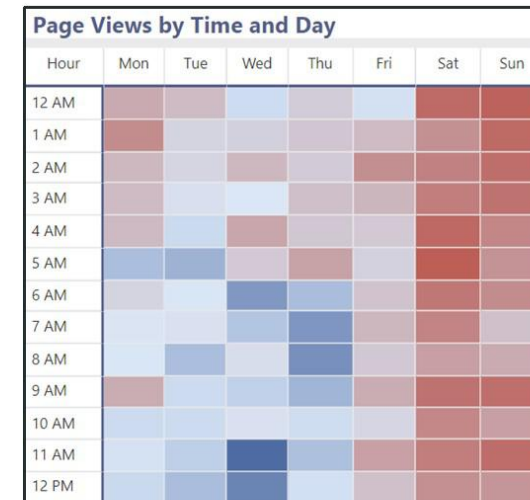 Page Views by Time and Day
Hour Mon Tue Wed Thu Fri Sat Sun
12 AM
1 AM
2 AM
3 AM
4 AM
5 AM
6 AM
7 AM
8 AM
9 AM
10 AM
11 AM
12 PM